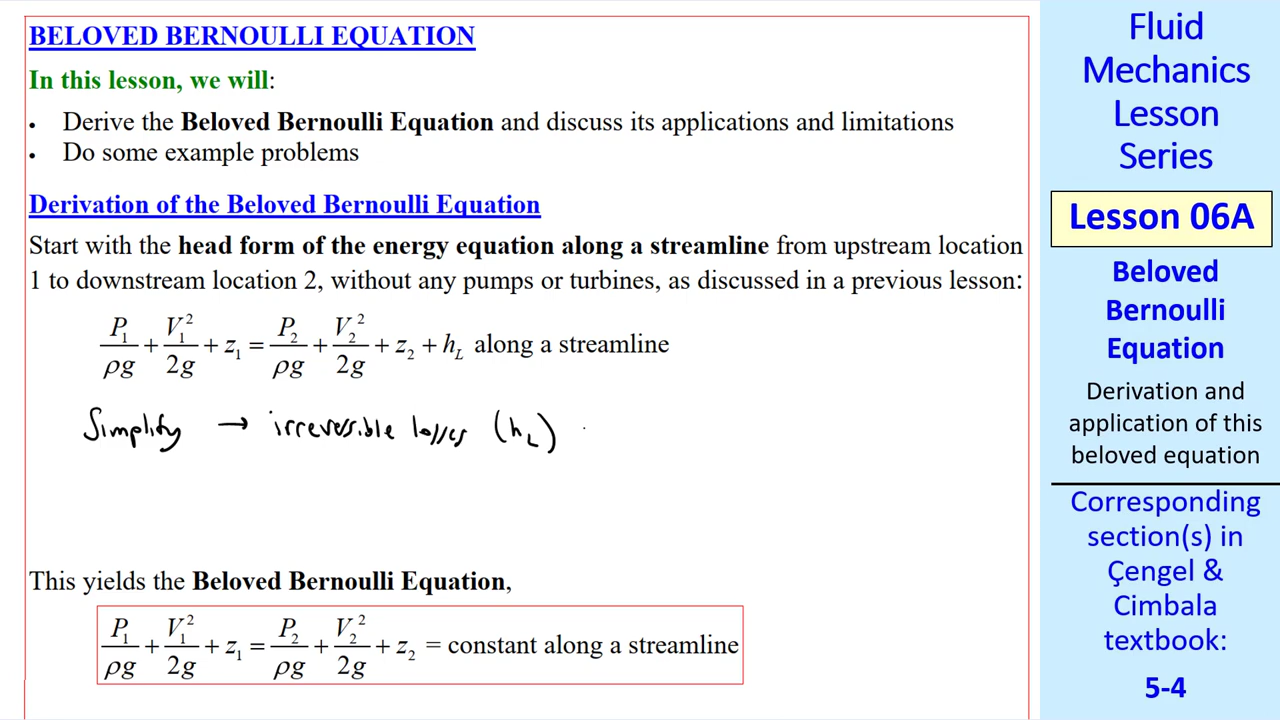 BELOVED BERNOULLI EQUATION
In this lesson, we will:
• Derive the Beloved Bernoulli Equation and discuss its applications and limitations
• Do some example problems
Derivation of the Beloved Bernoulli Equation
Start with the head form of the energy equation along a streamline from upstream location
1 to downstream location 2, without any pumps or turbines, as discussed in a previous lesson:
P₁/ρg + V₁²/2g + z₁ = P₂/ρg + V₂²/2g + z₂ + h_L along a streamline
Simplify → irreversible losses (h_L)
This yields the Beloved Bernoulli Equation,
P₁/ρg + V₁²/2g + z₁ = P₂/ρg + V₂²/2g + z₂ = constant along a streamline
Fluid
Mechanics
Lesson
Series
Lesson 06A
Beloved
Bernoulli
Equation
Derivation and
application of this
beloved equation
Corresponding
section(s) in
Çengel &
Cimbala
textbook:
5-4